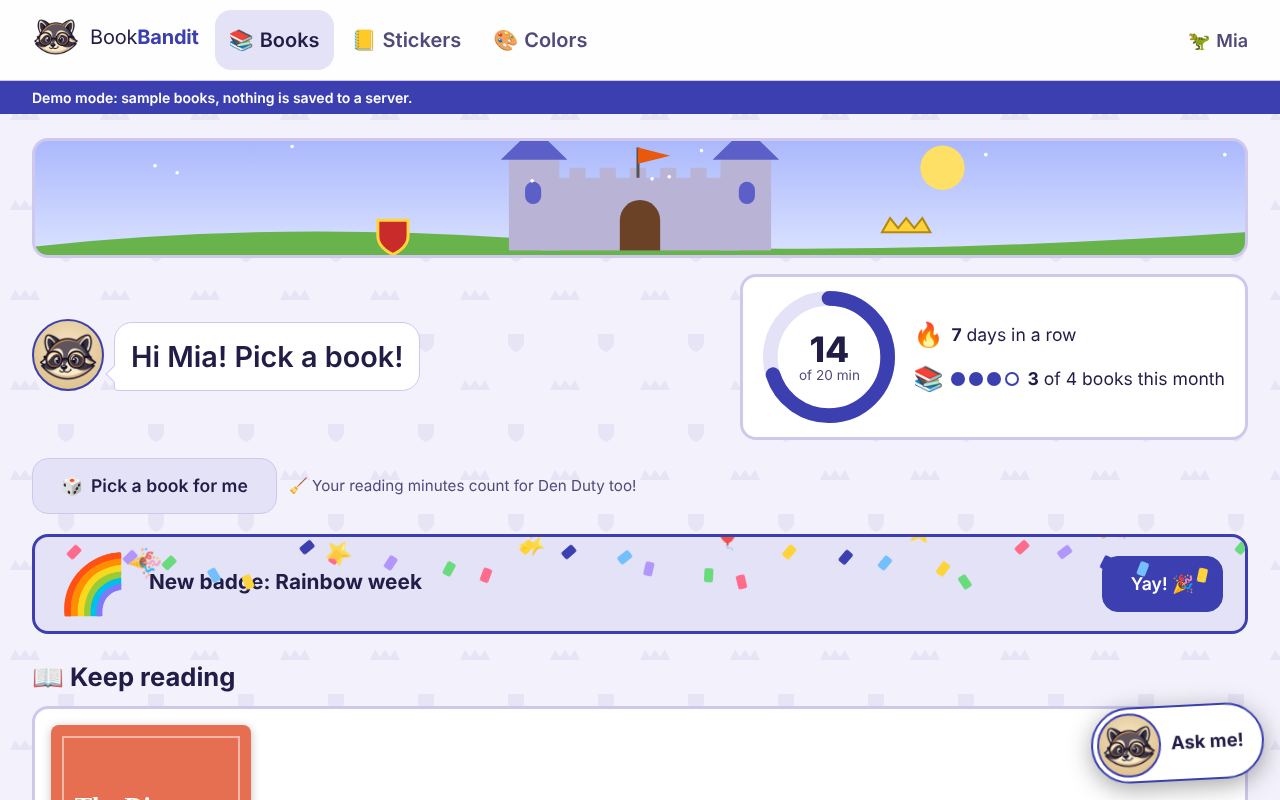 BookBandit
📚 Books
📒 Stickers
🎨 Colors
🦖 Mia
Demo mode: sample books, nothing is saved to a server.
Hi Mia! Pick a book!
14
of 20 min
🔥 7 days in a row
📚 3 of 4 books this month
🎲 Pick a book for me
🧹 Your reading minutes count for Den Duty too!
New badge: Rainbow week
Yay! 🎉
📖 Keep reading
Ask me!